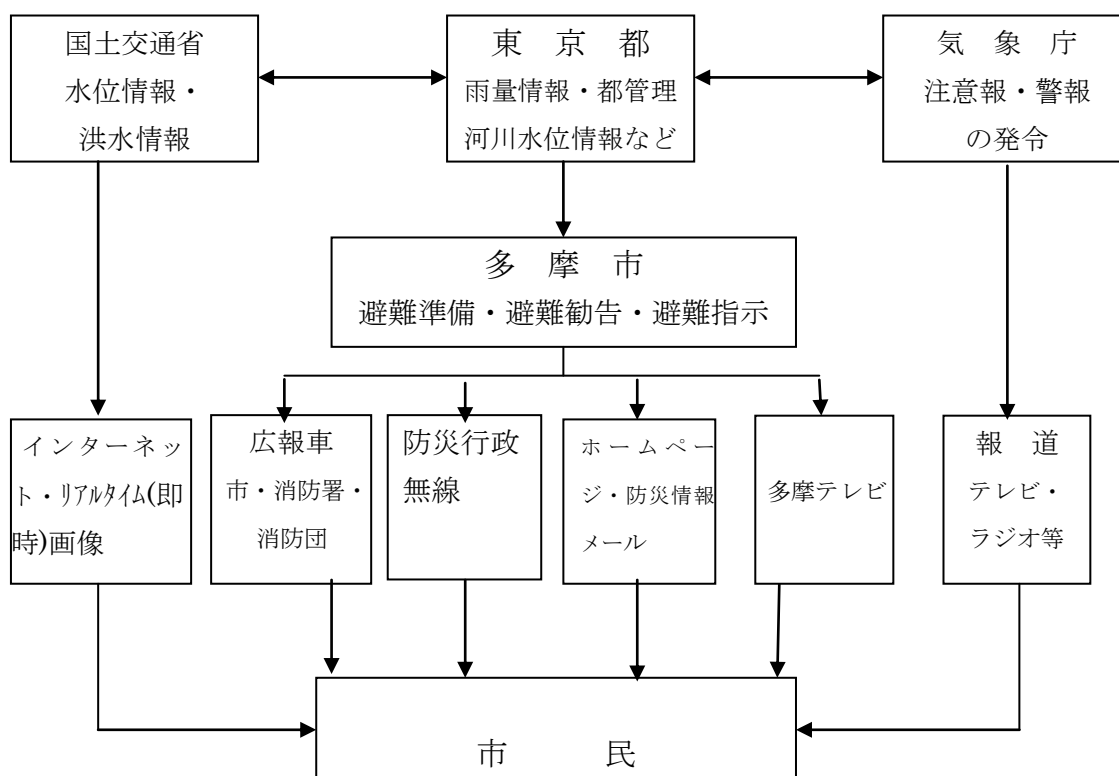 国土交通省
水位情報・
洪水情報
東　京　都
雨量情報・都管理
河川水位情報など
気　象　庁
注意報・警報
の発令
多　摩　市
避難準備・避難勧告・避難指示
インターネッ
ト・ﾘｱﾙﾀｲﾑ(即
時)画像
広報車
市・消防署・
消防団
防災行政
無線
ホームペー
ジ・防災情報
メール
多摩テレビ
報　道
テレビ・
ラジオ等
市　　民